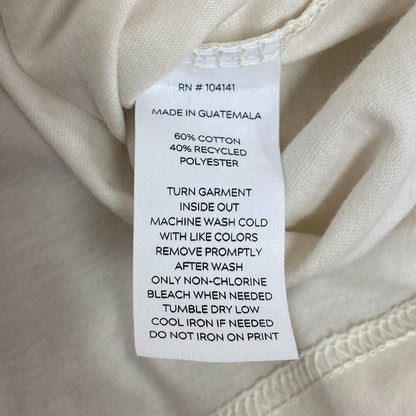 RN # 104141
MADE IN GUATEMALA
60% COTTON
40% RECYCLED
POLYESTER
TURN GARMENT
INSIDE OUT
MACHINE WASH COLD
WITH LIKE COLORS
REMOVE PROMPTLY
AFTER WASH
ONLY NON-CHLORINE
BLEACH WHEN NEEDED
TUMBLE DRY LOW
COOL IRON IF NEEDED
DO NOT IRON ON PRINT